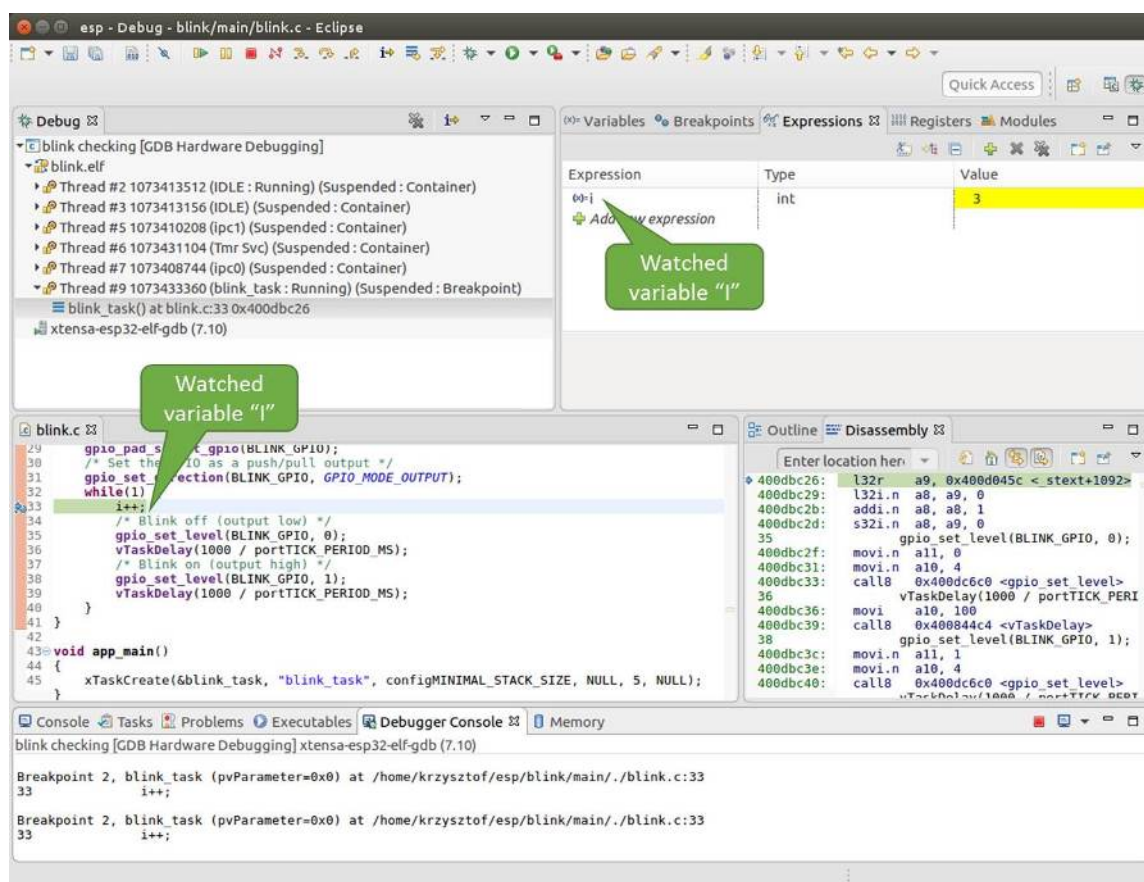 esp - Debug - blink/main/blink.c - Eclipse
Quick Access
Debug
blink checking [GDB Hardware Debugging]
blink.elf
Thread #2 1073413512 (IDLE : Running) (Suspended : Container)
Thread #3 1073413156 (IDLE) (Suspended : Container)
Thread #5 1073410208 (ipc1) (Suspended : Container)
Thread #6 1073431104 (Tmr Svc) (Suspended : Container)
Thread #7 1073408744 (ipc0) (Suspended : Container)
Thread #9 1073433360 (blink_task : Running) (Suspended : Breakpoint)
blink_task() at blink.c:33 0x400dbc26
xtensa-esp32-elf-gdb (7.10)
Watched
variable “I”
(x)= Variables Breakpoints Expressions Registers Modules
Expression Type Value
(x)= i int 3
Add new expression
Watched
variable “I”
blink.c
29 gpio_pad_s t_gpio(BLINK_GPIO);
30 /* Set the IO as a push/pull output */
31 gpio_set_ rection(BLINK_GPIO, GPIO_MODE_OUTPUT);
32 while(1)
33 i++;
34 /* Blink off (output low) */
35 gpio_set_level(BLINK_GPIO, 0);
36 vTaskDelay(1000 / portTICK_PERIOD_MS);
37 /* Blink on (output high) */
38 gpio_set_level(BLINK_GPIO, 1);
39 vTaskDelay(1000 / portTICK_PERIOD_MS);
40 }
41 }
42
43 void app_main()
44 {
45 xTaskCreate(&blink_task, "blink_task", configMINIMAL_STACK_SIZE, NULL, 5, NULL);
}
Outline Disassembly
Enter location her
400dbc26: l32r a9, 0x400d045c <_stext+1092>
400dbc29: l32i.n a8, a9, 0
400dbc2b: addi.n a8, a8, 1
400dbc2d: s32i.n a8, a9, 0
35 gpio_set_level(BLINK_GPIO, 0);
400dbc2f: movi.n a11, 0
400dbc31: movi.n a10, 4
400dbc33: call8 0x400dc6c0 <gpio_set_level>
36 vTaskDelay(1000 / portTICK_PERI
400dbc36: movi a10, 100
400dbc39: call8 0x400844c4 <vTaskDelay>
38 gpio_set_level(BLINK_GPIO, 1);
400dbc3c: movi.n a11, 1
400dbc3e: movi.n a10, 4
400dbc40: call8 0x400dc6c0 <gpio_set_level>
vTaskDelay(1000 / portTICK_PERI
Console Tasks Problems Executables Debugger Console Memory
blink checking [GDB Hardware Debugging] xtensa-esp32-elf-gdb (7.10)
Breakpoint 2, blink_task (pvParameter=0x0) at /home/krzysztof/esp/blink/main/./blink.c:33
33 i++;
Breakpoint 2, blink_task (pvParameter=0x0) at /home/krzysztof/esp/blink/main/./blink.c:33
33 i++;